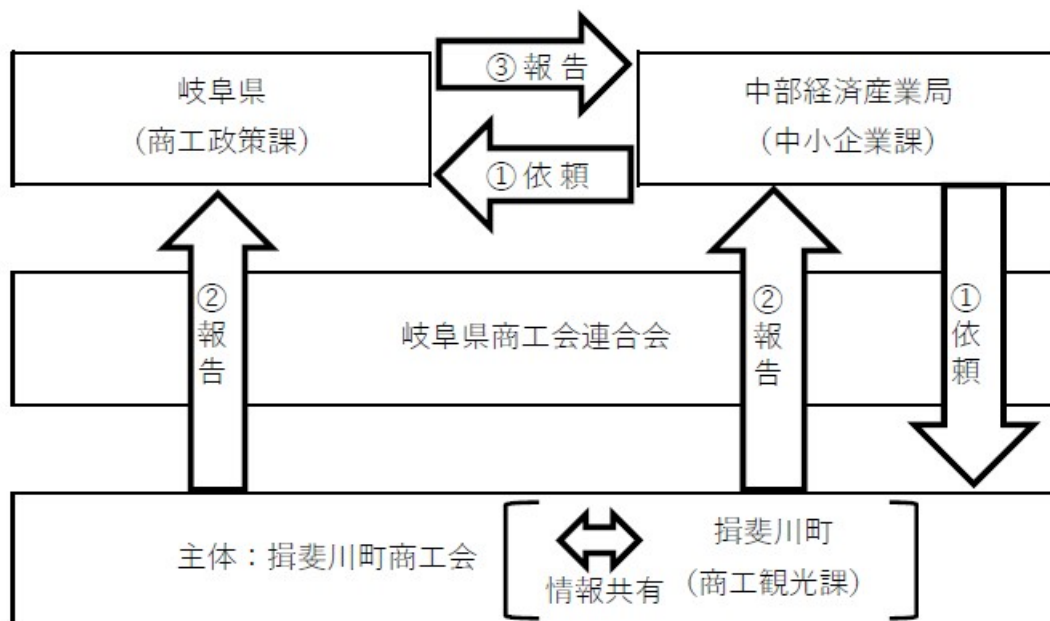 ③報告
岐阜県
(商工政策課)
中部経済産業局
(中小企業課)
①依頼
②報告
岐阜県商工会連合会
②報告
①依頼
主体：揖斐川町商工会
情報共有
揖斐川町
(商工観光課)